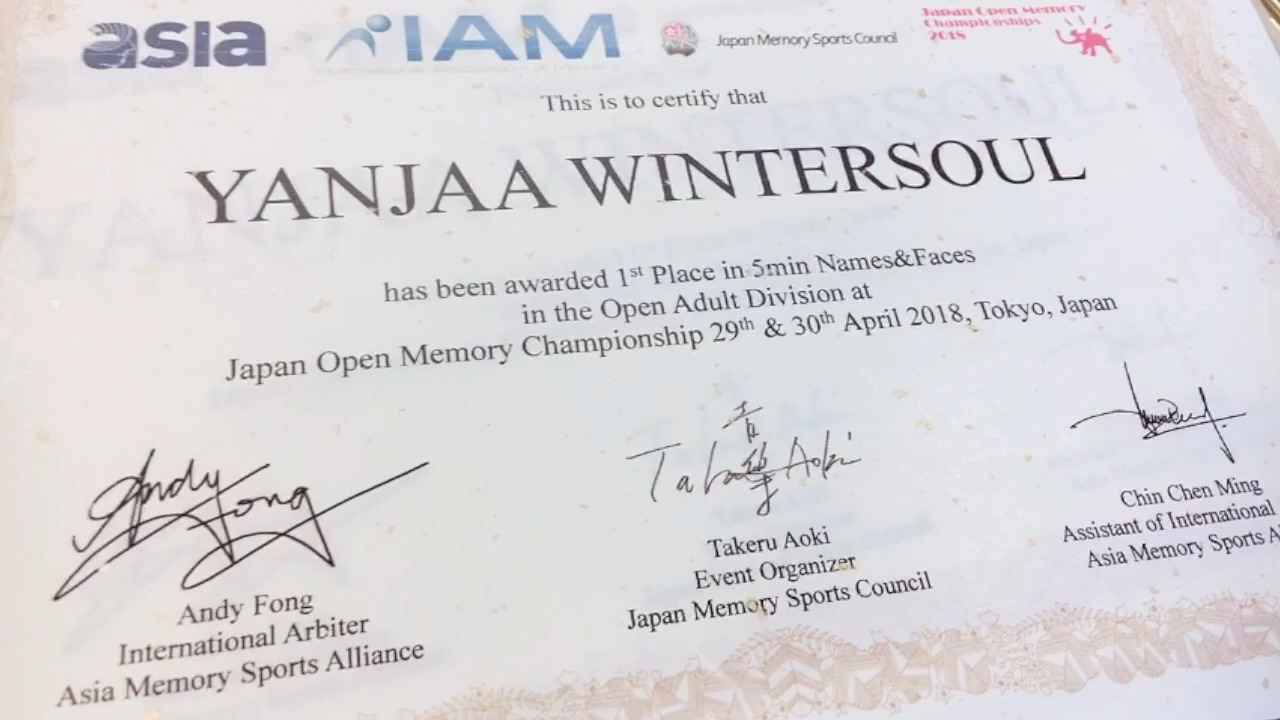 asia
IAM
Japan Memory Sports Council
Japan Open Memory
Championships
2018
This is to certify that
YANJAA WINTERSOUL
has been awarded 1st Place in 5min Names&Faces
in the Open Adult Division at
Japan Open Memory Championship 29th & 30th April 2018, Tokyo, Japan
Andy Fong
Takeru Aoki
Andy Fong
International Arbiter
Asia Memory Sports Alliance
Takeru Aoki
Event Organizer
Japan Memory Sports Council
Chin Chen Ming
Assistant of International
Asia Memory Sports A